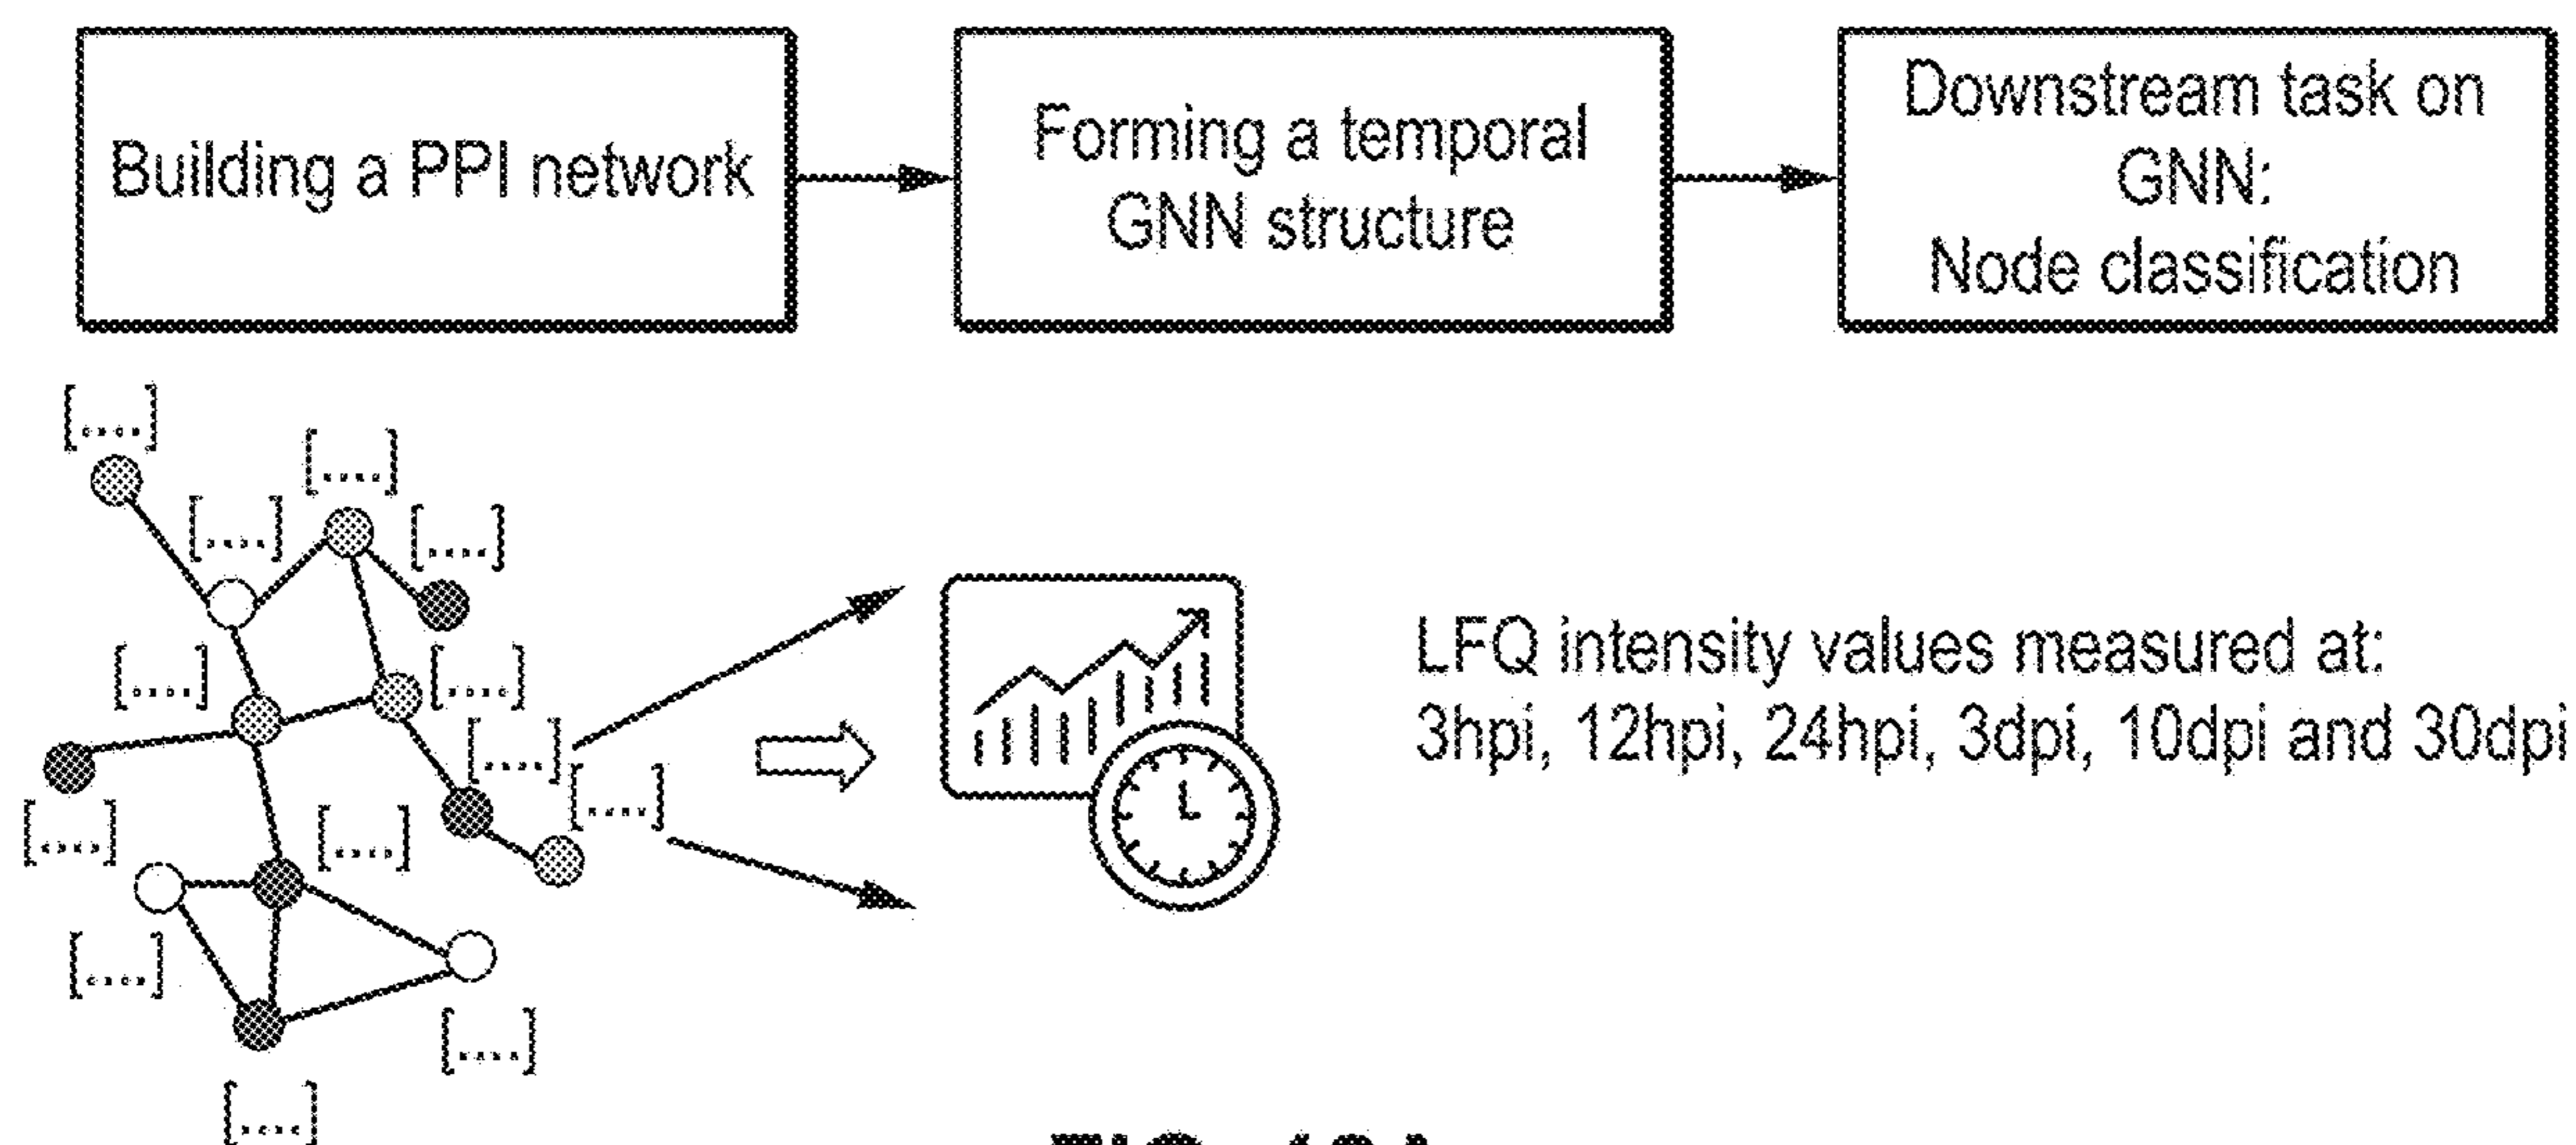 Building a PPI network
Forming a temporal
GNN structure
Downstream task on
GNN:
Node classification
[....]
[....]
[....]
[....]
[....]
[....]
[....]
[....]
[....]
[....]
[....]
[....]
[....]
LFQ intensity values measured at:
3hpi, 12hpi, 24hpi, 3dpi, 10dpi and 30dpi